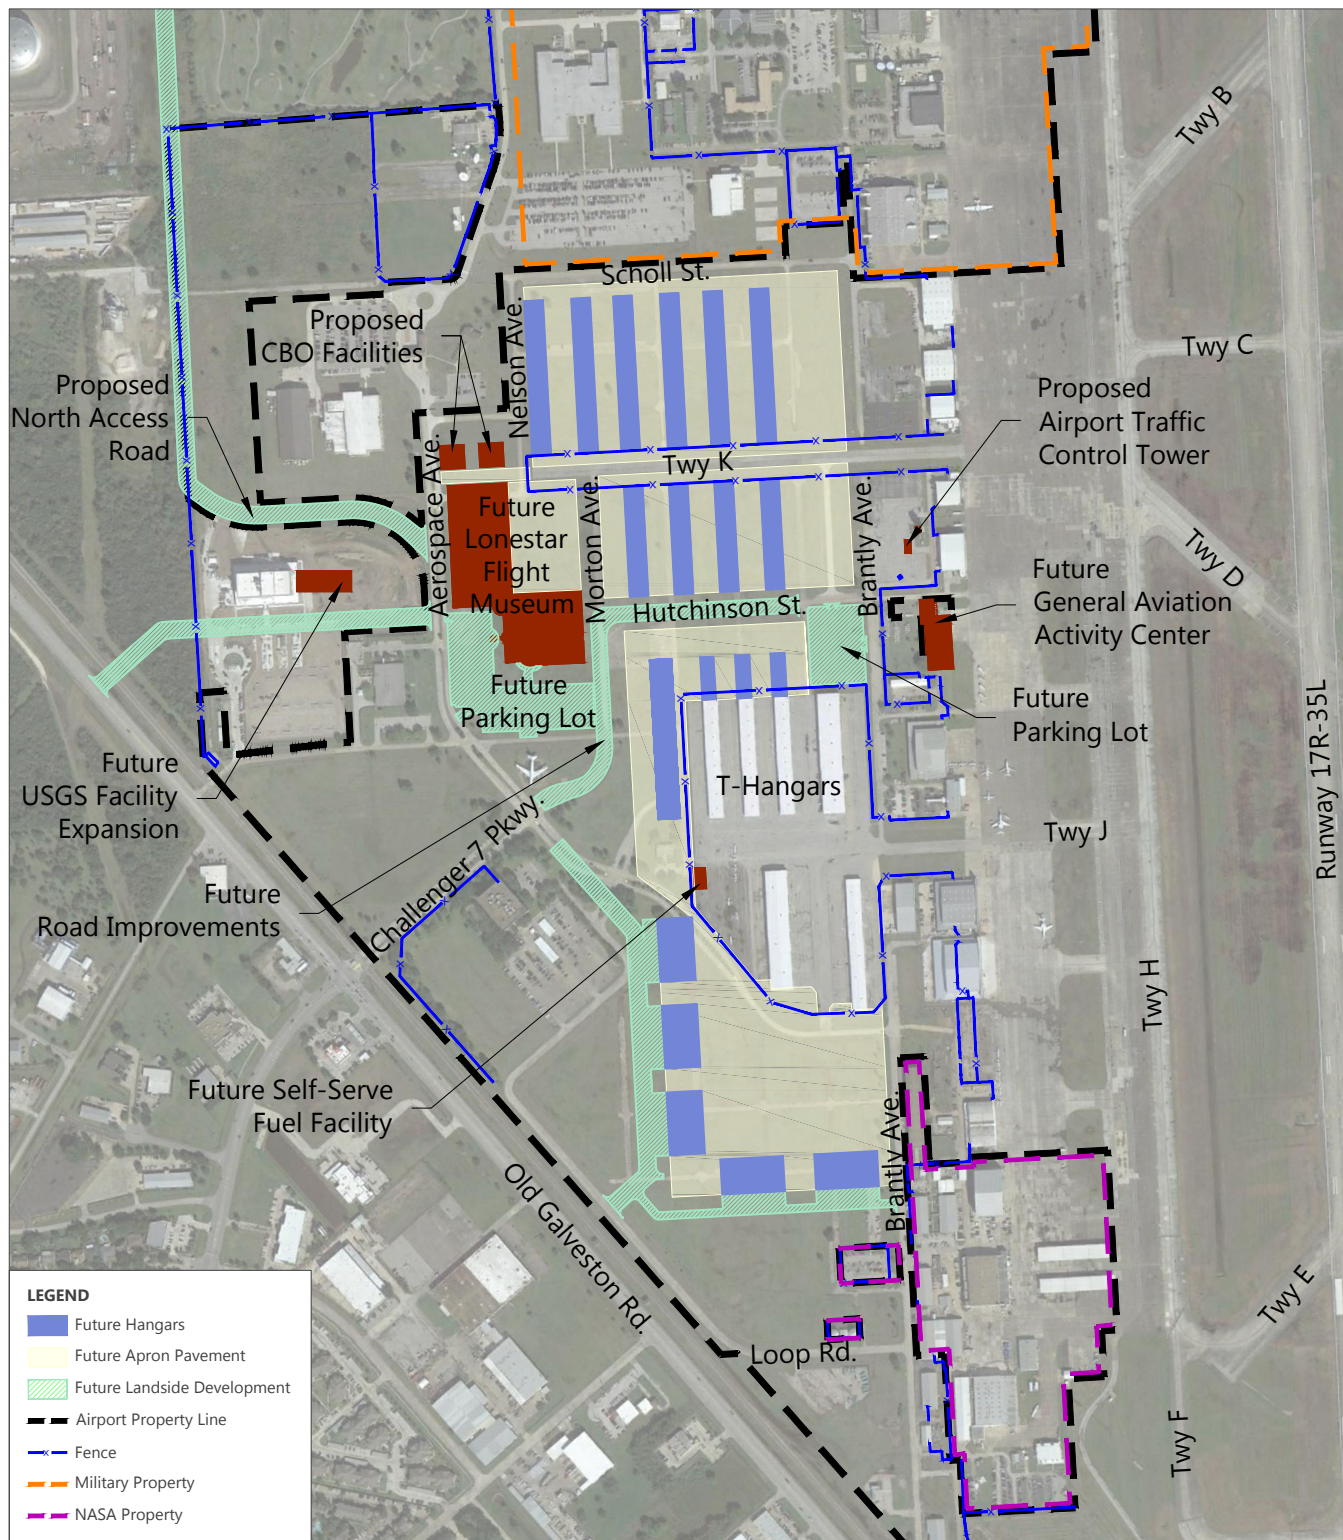 Twy B
Scholl St.
Nelson Ave.
Proposed
CBO Facilities
Twy C
Proposed
North Access
Road
Proposed
Airport Traffic
Control Tower
Aerospace Ave.
Twy K
Morton Ave.
Brantly Ave.
Future
Lonestar
Flight
Museum
Twy D
Future
General Aviation
Activity Center
Hutchinson St.
Future
Parking Lot
Future
Parking Lot
Runway 17R-35L
Future
USGS Facility
Expansion
T-Hangars
Challenger 7 Pkwy.
Twy J
Future
Road Improvements
Twy H
Future Self-Serve
Fuel Facility
Brantly Ave.
Old Galveston Rd.
Twy E
Loop Rd.
Twy F
LEGEND
Future Hangars
Future Apron Pavement
Future Landside Development
Airport Property Line
Fence
Military Property
NASA Property